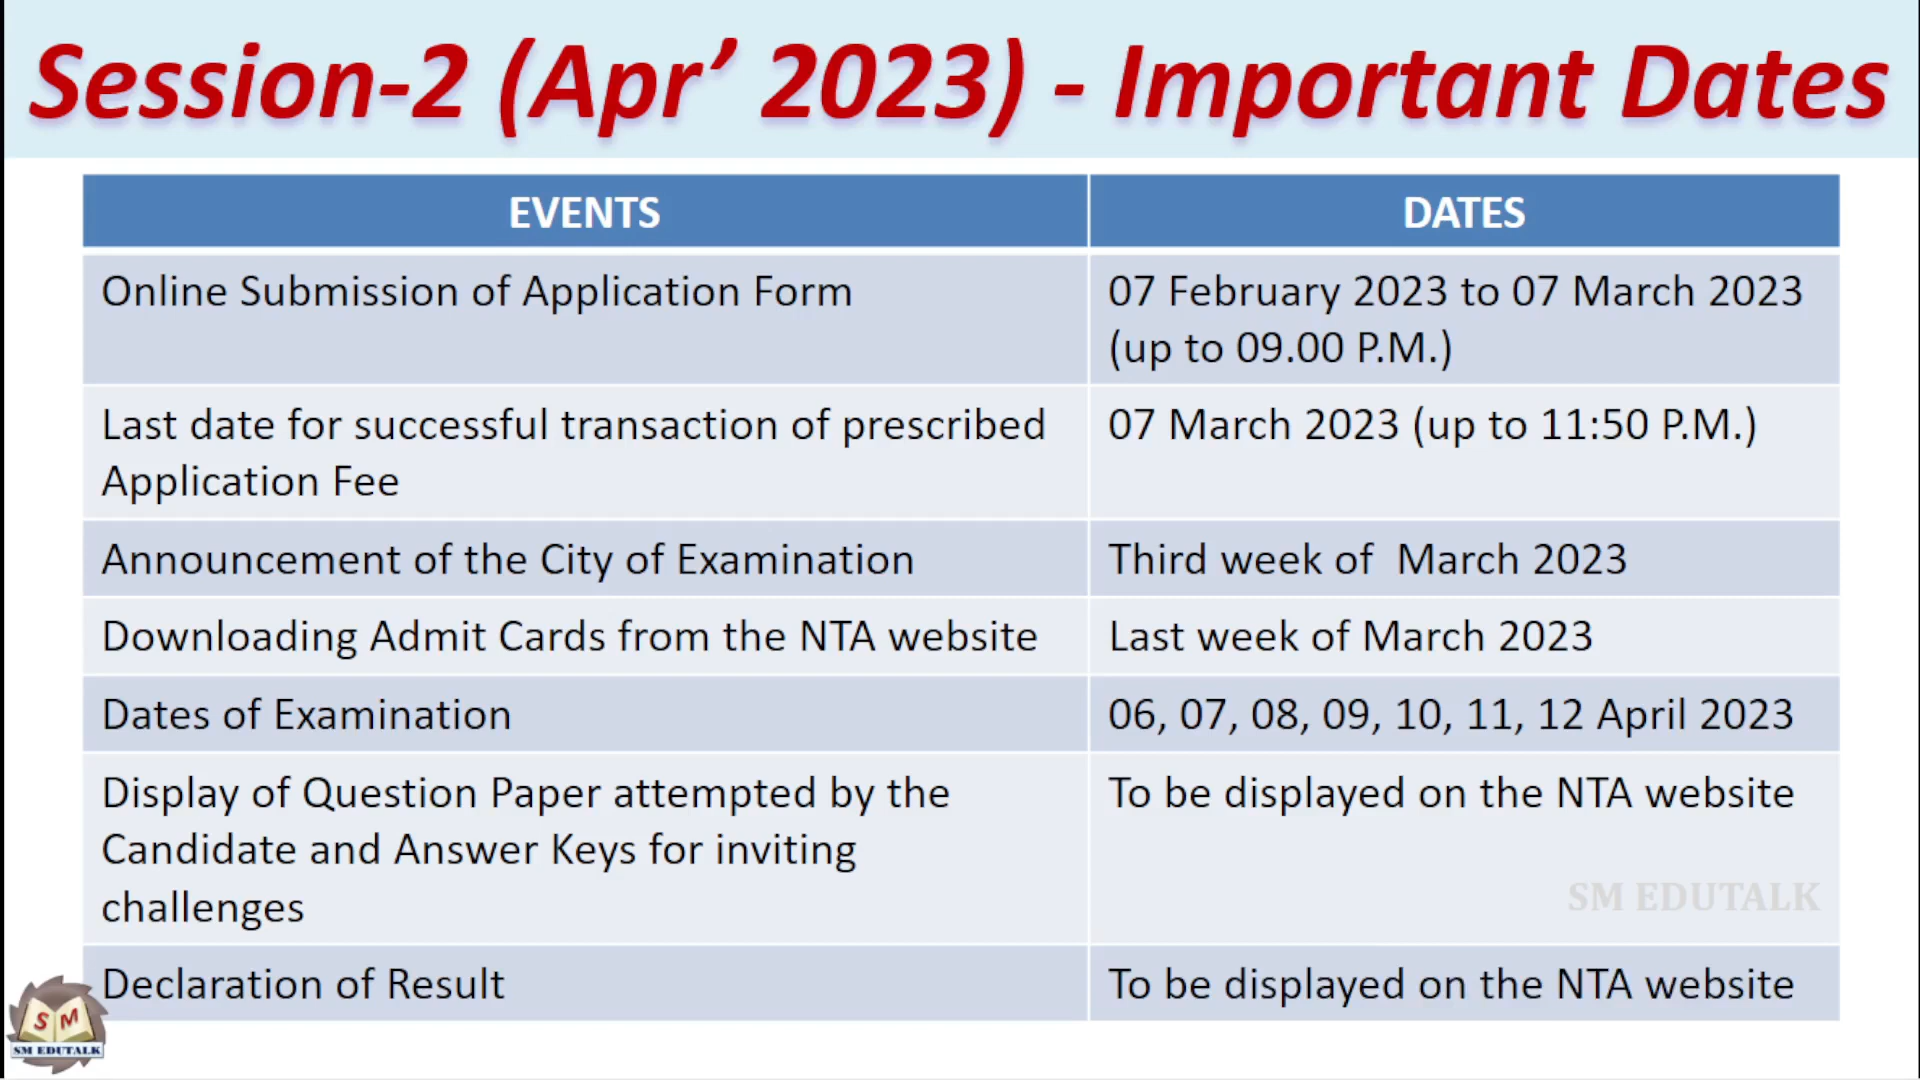 Session-2 (Apr’ 2023) - Important Dates
EVENTS
DATES
Online Submission of Application Form
07 February 2023 to 07 March 2023
(up to 09.00 P.M.)
Last date for successful transaction of prescribed
Application Fee
07 March 2023 (up to 11:50 P.M.)
Announcement of the City of Examination
Third week of  March 2023
Downloading Admit Cards from the NTA website
Last week of March 2023
Dates of Examination
06, 07, 08, 09, 10, 11, 12 April 2023
Display of Question Paper attempted by the
Candidate and Answer Keys for inviting
challenges
To be displayed on the NTA website
SM EDUTALK
Declaration of Result
To be displayed on the NTA website
S M
SM EDUTALK